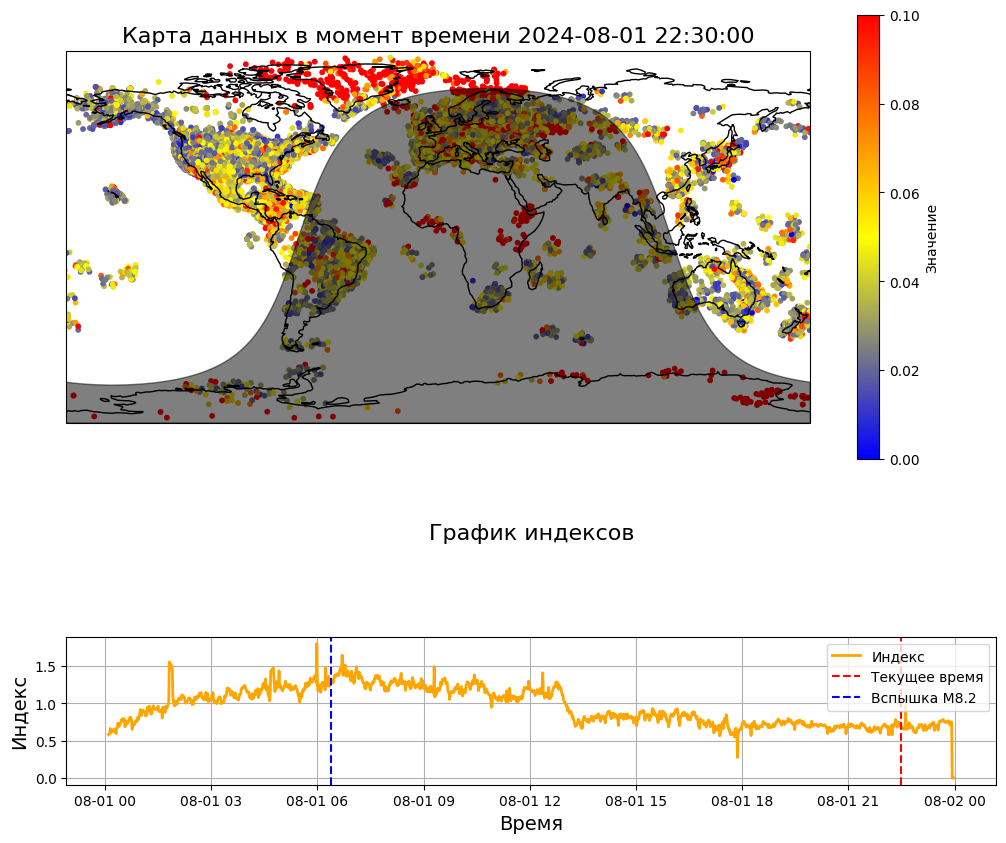 Карта данных в момент времени 2024-08-01 22:30:00
0.10
0.08
0.06
0.04
0.02
0.00
Значение
График индексов
Индекс
1.5
1.0
0.5
0.0
Индекс
Текущее время
Вспышка M8.2
08-01 00
08-01 03
08-01 06
08-01 09
08-01 12
08-01 15
08-01 18
08-01 21
08-02 00
Время